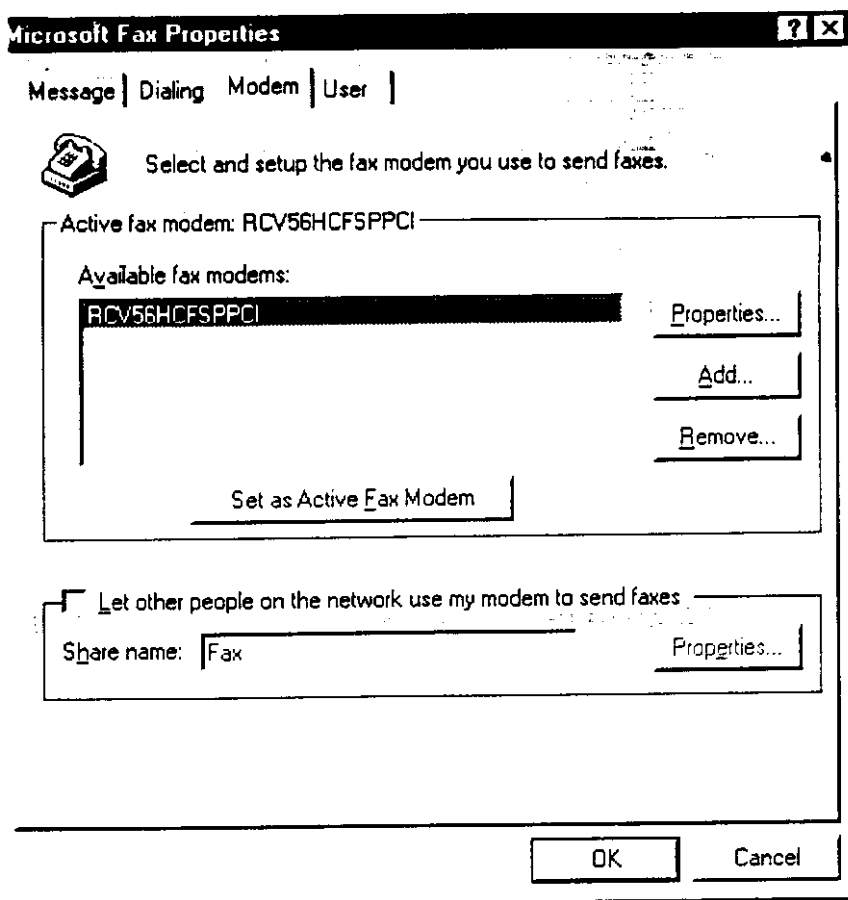 Microsoft Fax Properties
Message Dialing Modem User
Select and setup the fax modem you use to send faxes.
Active fax modem: RCV56HCFSPPCI
Available fax modems:
RCV56HCFSPPCI
Properties...
Add...
Remove...
Set as Active Fax Modem
Let other people on the network use my modem to send faxes
Share name: Fax Properties...
OK Cancel